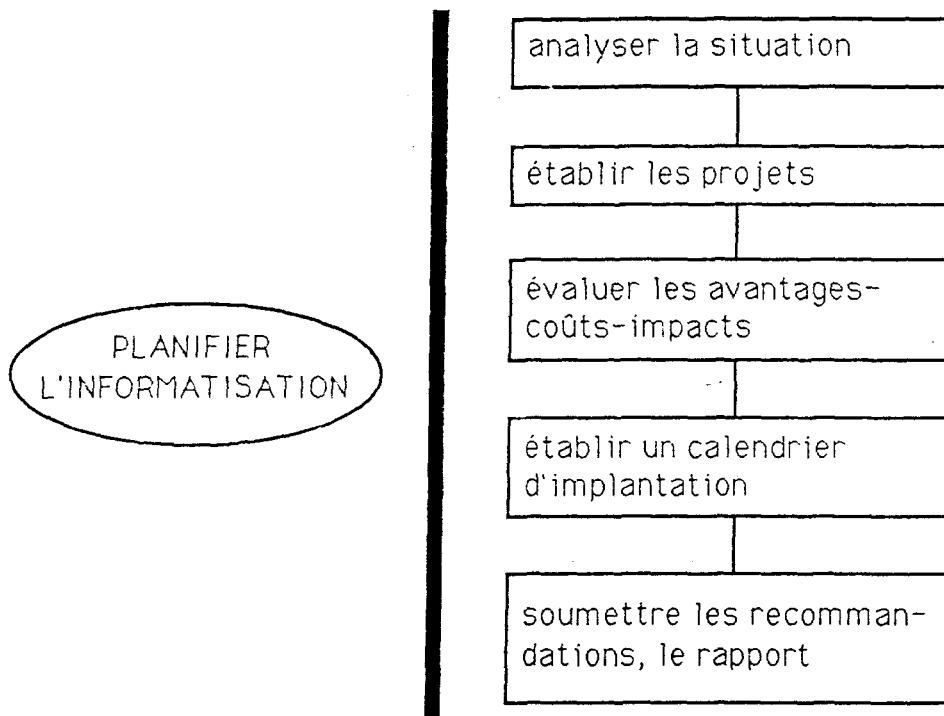 PLANIFIER
L'INFORMATISATION
analyser la situation
établir les projets
évaluer les avantages-
coûts-impacts
établir un calendrier
d'implantation
soumettre les recomman-
dations, le rapport